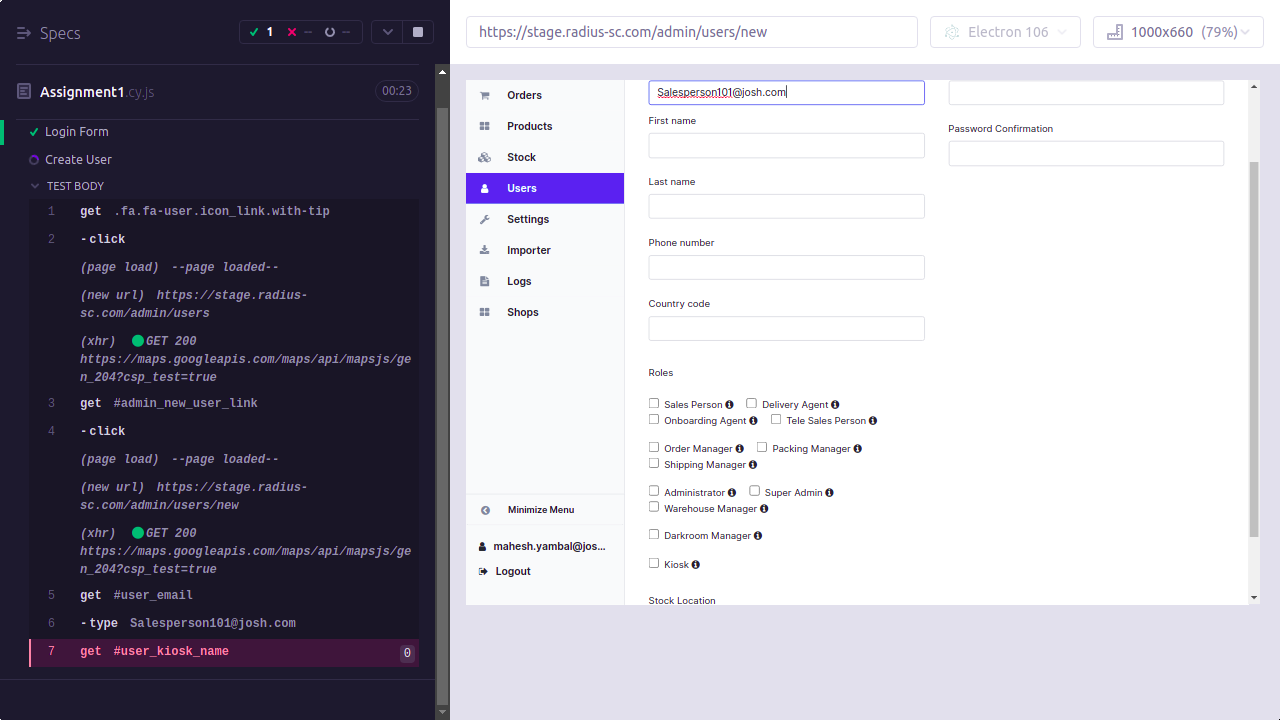 Specs
1
--
--
https://stage.radius-sc.com/admin/users/new
Electron 106
1000x660 (79%)
Assignment1.cy.js
00:23
Login Form
Create User
TEST BODY
1 get .fa.fa-user.icon_link.with-tip
2 -click
(page load) --page loaded--
(new url) https://stage.radius-
sc.com/admin/users
(xhr) GET 200
https://maps.googleapis.com/maps/api/mapsjs/ge
n_204?csp_test=true
3 get #admin_new_user_link
4 -click
(page load) --page loaded--
(new url) https://stage.radius-
sc.com/admin/users/new
(xhr) GET 200
https://maps.googleapis.com/maps/api/mapsjs/ge
n_204?csp_test=true
5 get #user_email
6 -type Salesperson101@josh.com
7 get #user_kiosk_name 0
Orders
Products
Stock
Users
Settings
Importer
Logs
Shops
Minimize Menu
mahesh.yambal@jos...
Logout
Salesperson101@josh.com
First name
Last name
Phone number
Country code
Password Confirmation
Roles
Sales Person Delivery Agent
Onboarding Agent Tele Sales Person
Order Manager Packing Manager
Shipping Manager
Administrator Super Admin
Warehouse Manager
Darkroom Manager
Kiosk
Stock Location